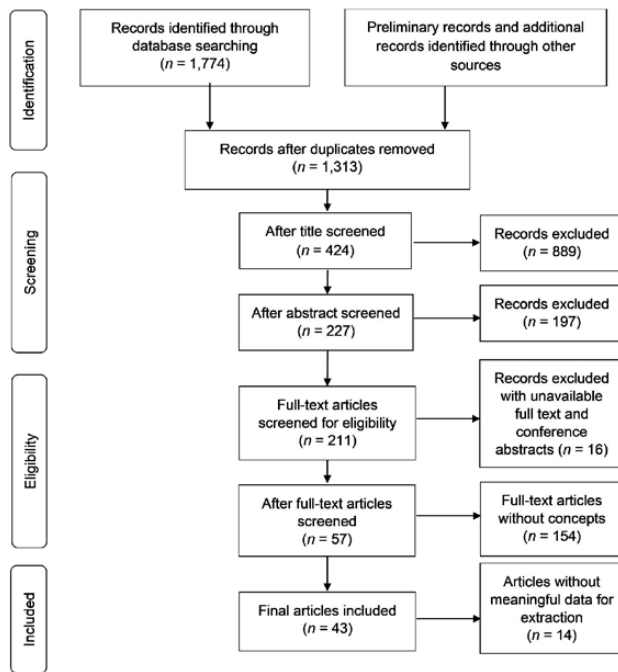 Identification
Records identified through
database searching
(n = 1,774)
Preliminary records and additional
records identified through other
sources
Records after duplicates removed
(n = 1,313)
Screening
After title screened
(n = 424)
Records excluded
(n = 889)
After abstract screened
(n = 227)
Records excluded
(n = 197)
Eligibility
Full-text articles
screened for eligibility
(n = 211)
Records excluded
with unavailable
full text and
conference
abstracts (n = 16)
After full-text articles
screened
(n = 57)
Full-text articles
without concepts
(n = 154)
Included
Final articles included
(n = 43)
Articles without
meaningful data for
extraction
(n = 14)